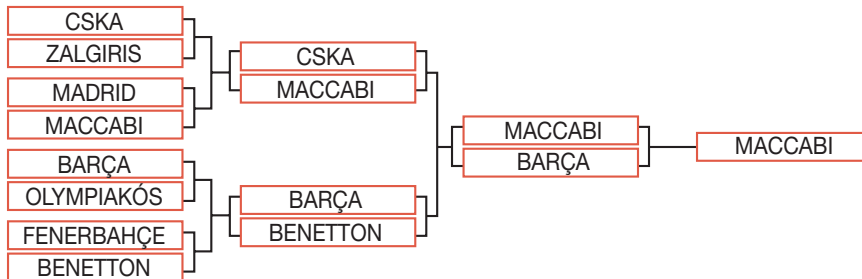 CSKA
ZALGIRIS
MADRID
MACCABI
BARÇA
OLYMPIAKÓS
FENERBAHÇE
BENETTON
CSKA
MACCABI
BARÇA
BENETTON
MACCABI
BARÇA
MACCABI